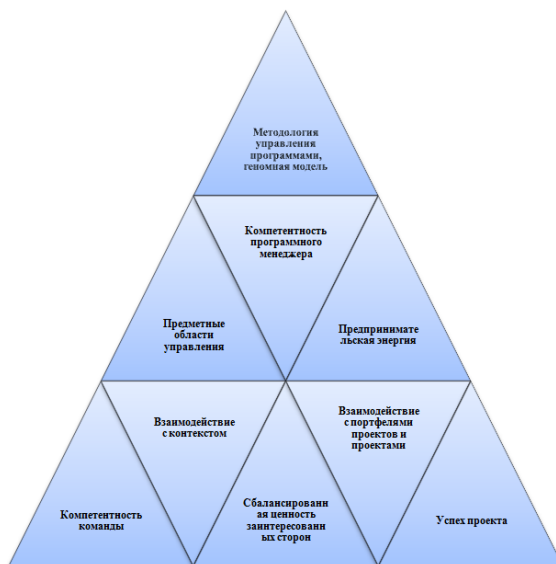 Методология
управления
программами,
геномная модель
Компетентность
программного
менеджера
Предметные
области
управления
Предпринимате
льская энергия
Взаимодействие
с контекстом
Взаимодействие
с портфелями
проектов и
проектами
Компетентность
команды
Сбалансированн
ая ценность
заинтересованн
ых сторон
Успех проекта